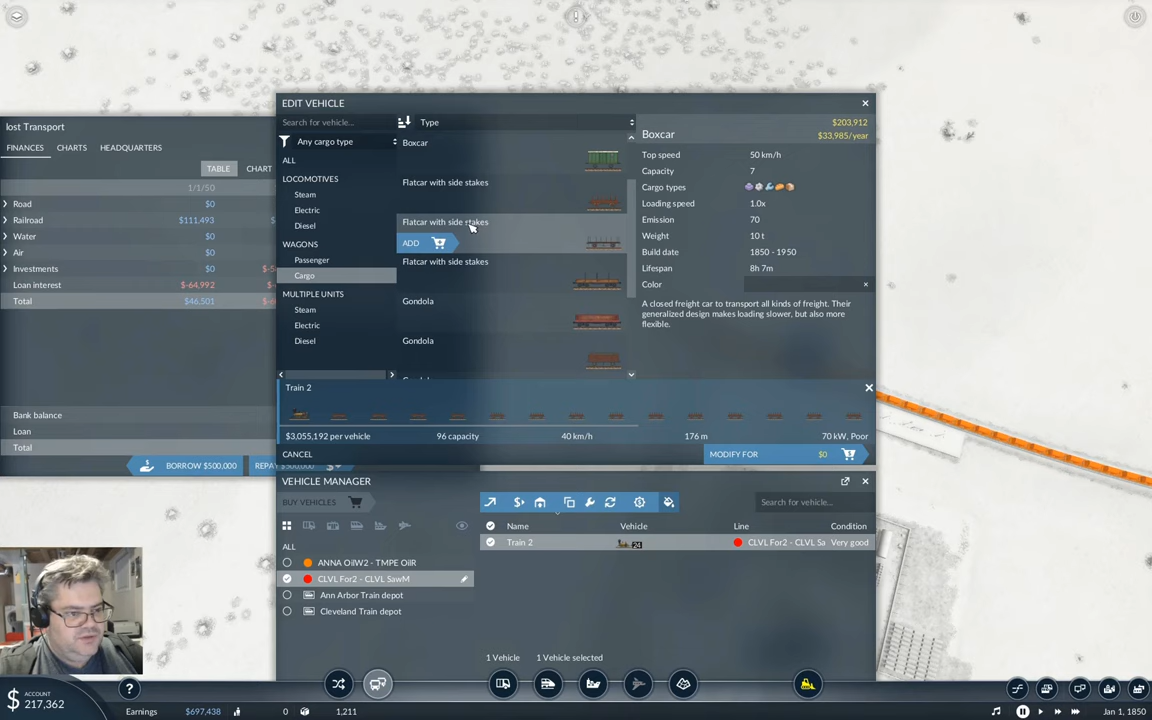 EDIT VEHICLE
Search for vehicle...
Type
Any cargo type
ALL
LOCOMOTIVES
Steam
Electric
Diesel
WAGONS
Passenger
Cargo
MULTIPLE UNITS
Steam
Electric
Diesel
Boxcar
Flatcar with side stakes
Flatcar with side stakes
ADD
Flatcar with side stakes
Gondola
Gondola
$203,912
Boxcar
$33,985/year
Top speed 50 km/h
Capacity 7
Cargo types
Loading speed 1.0x
Emission 70
Weight 10 t
Build date 1850 - 1950
Lifespan 8h 7m
Color
A closed freight car to transport all kinds of freight. Their
generalized design makes loading slower, but also more
flexible.
lost Transport
FINANCES CHARTS HEADQUARTERS
TABLE CHART
1/1/50
Road $0
Railroad $111,493
Water $0
Air $0
Investments $0
Loan interest $-64,992
Total $46,501
Bank balance
Loan
Total
BORROW $500,000
REPAY $500,000
Train 2
$3,055,192 per vehicle 96 capacity 40 km/h 176 m 70 kW, Poor
CANCEL
MODIFY FOR $0
VEHICLE MANAGER
BUY VEHICLES
Search for vehicle...
ALL
ANNA OilW2 - TMPE OilR
CLVL For2 - CLVL SawM
Ann Arbor Train depot
Cleveland Train depot
Name Vehicle Line Condition
Train 2 24 CLVL For2 - CLVL Sa Very good
1 Vehicle 1 Vehicle selected
$ ACCOUNT
217,362
?
Earnings $697,438 0 1,211
Jan 1, 1850